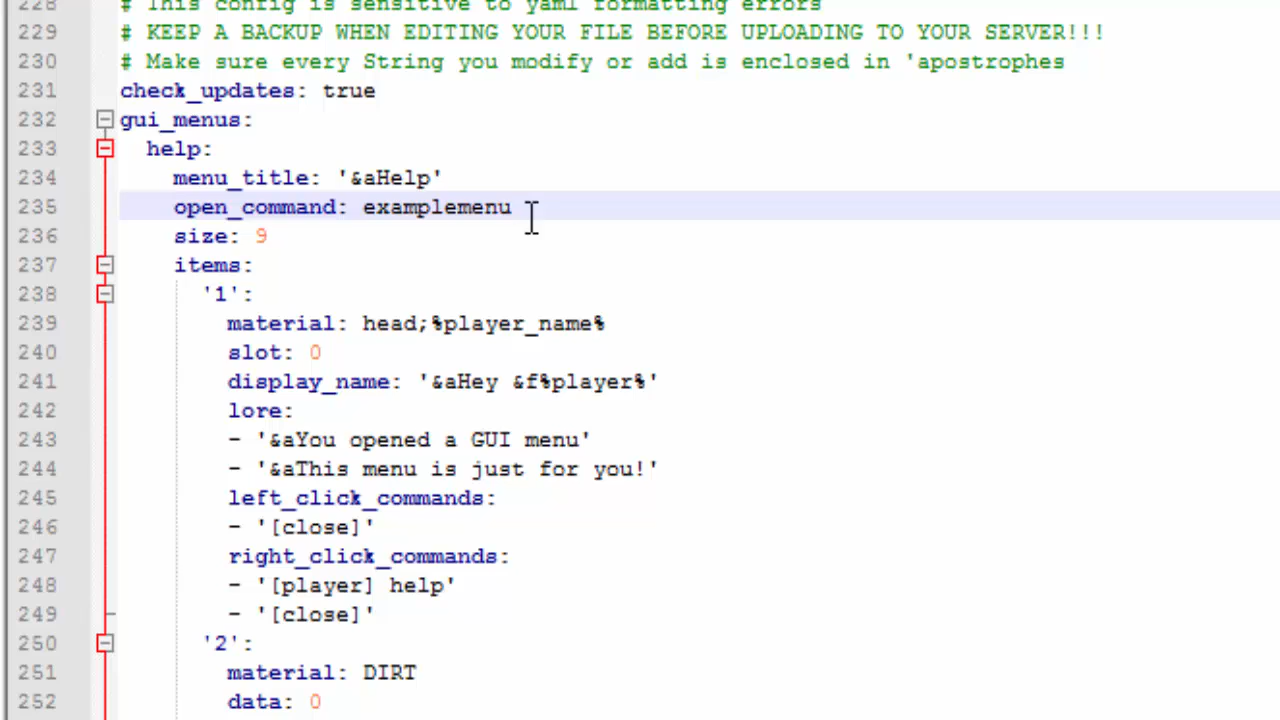 228 # This config is sensitive to yaml formatting errors
229 # KEEP A BACKUP WHEN EDITING YOUR FILE BEFORE UPLOADING TO YOUR SERVER!!!
230 # Make sure every String you modify or add is enclosed in 'apostrophes
231 check_updates: true
232 gui_menus:
233 help:
234 menu_title: '&aHelp'
235 open_command: examplemenu
236 size: 9
237 items:
238 '1':
239 material: head;%player_name%
240 slot: 0
241 display_name: '&aHey &f%player%'
242 lore:
243 - '&aYou opened a GUI menu'
244 - '&aThis menu is just for you!'
245 left_click_commands:
246 - '[close]'
247 right_click_commands:
248 - '[player] help'
249 - '[close]'
250 '2':
251 material: DIRT
252 data: 0